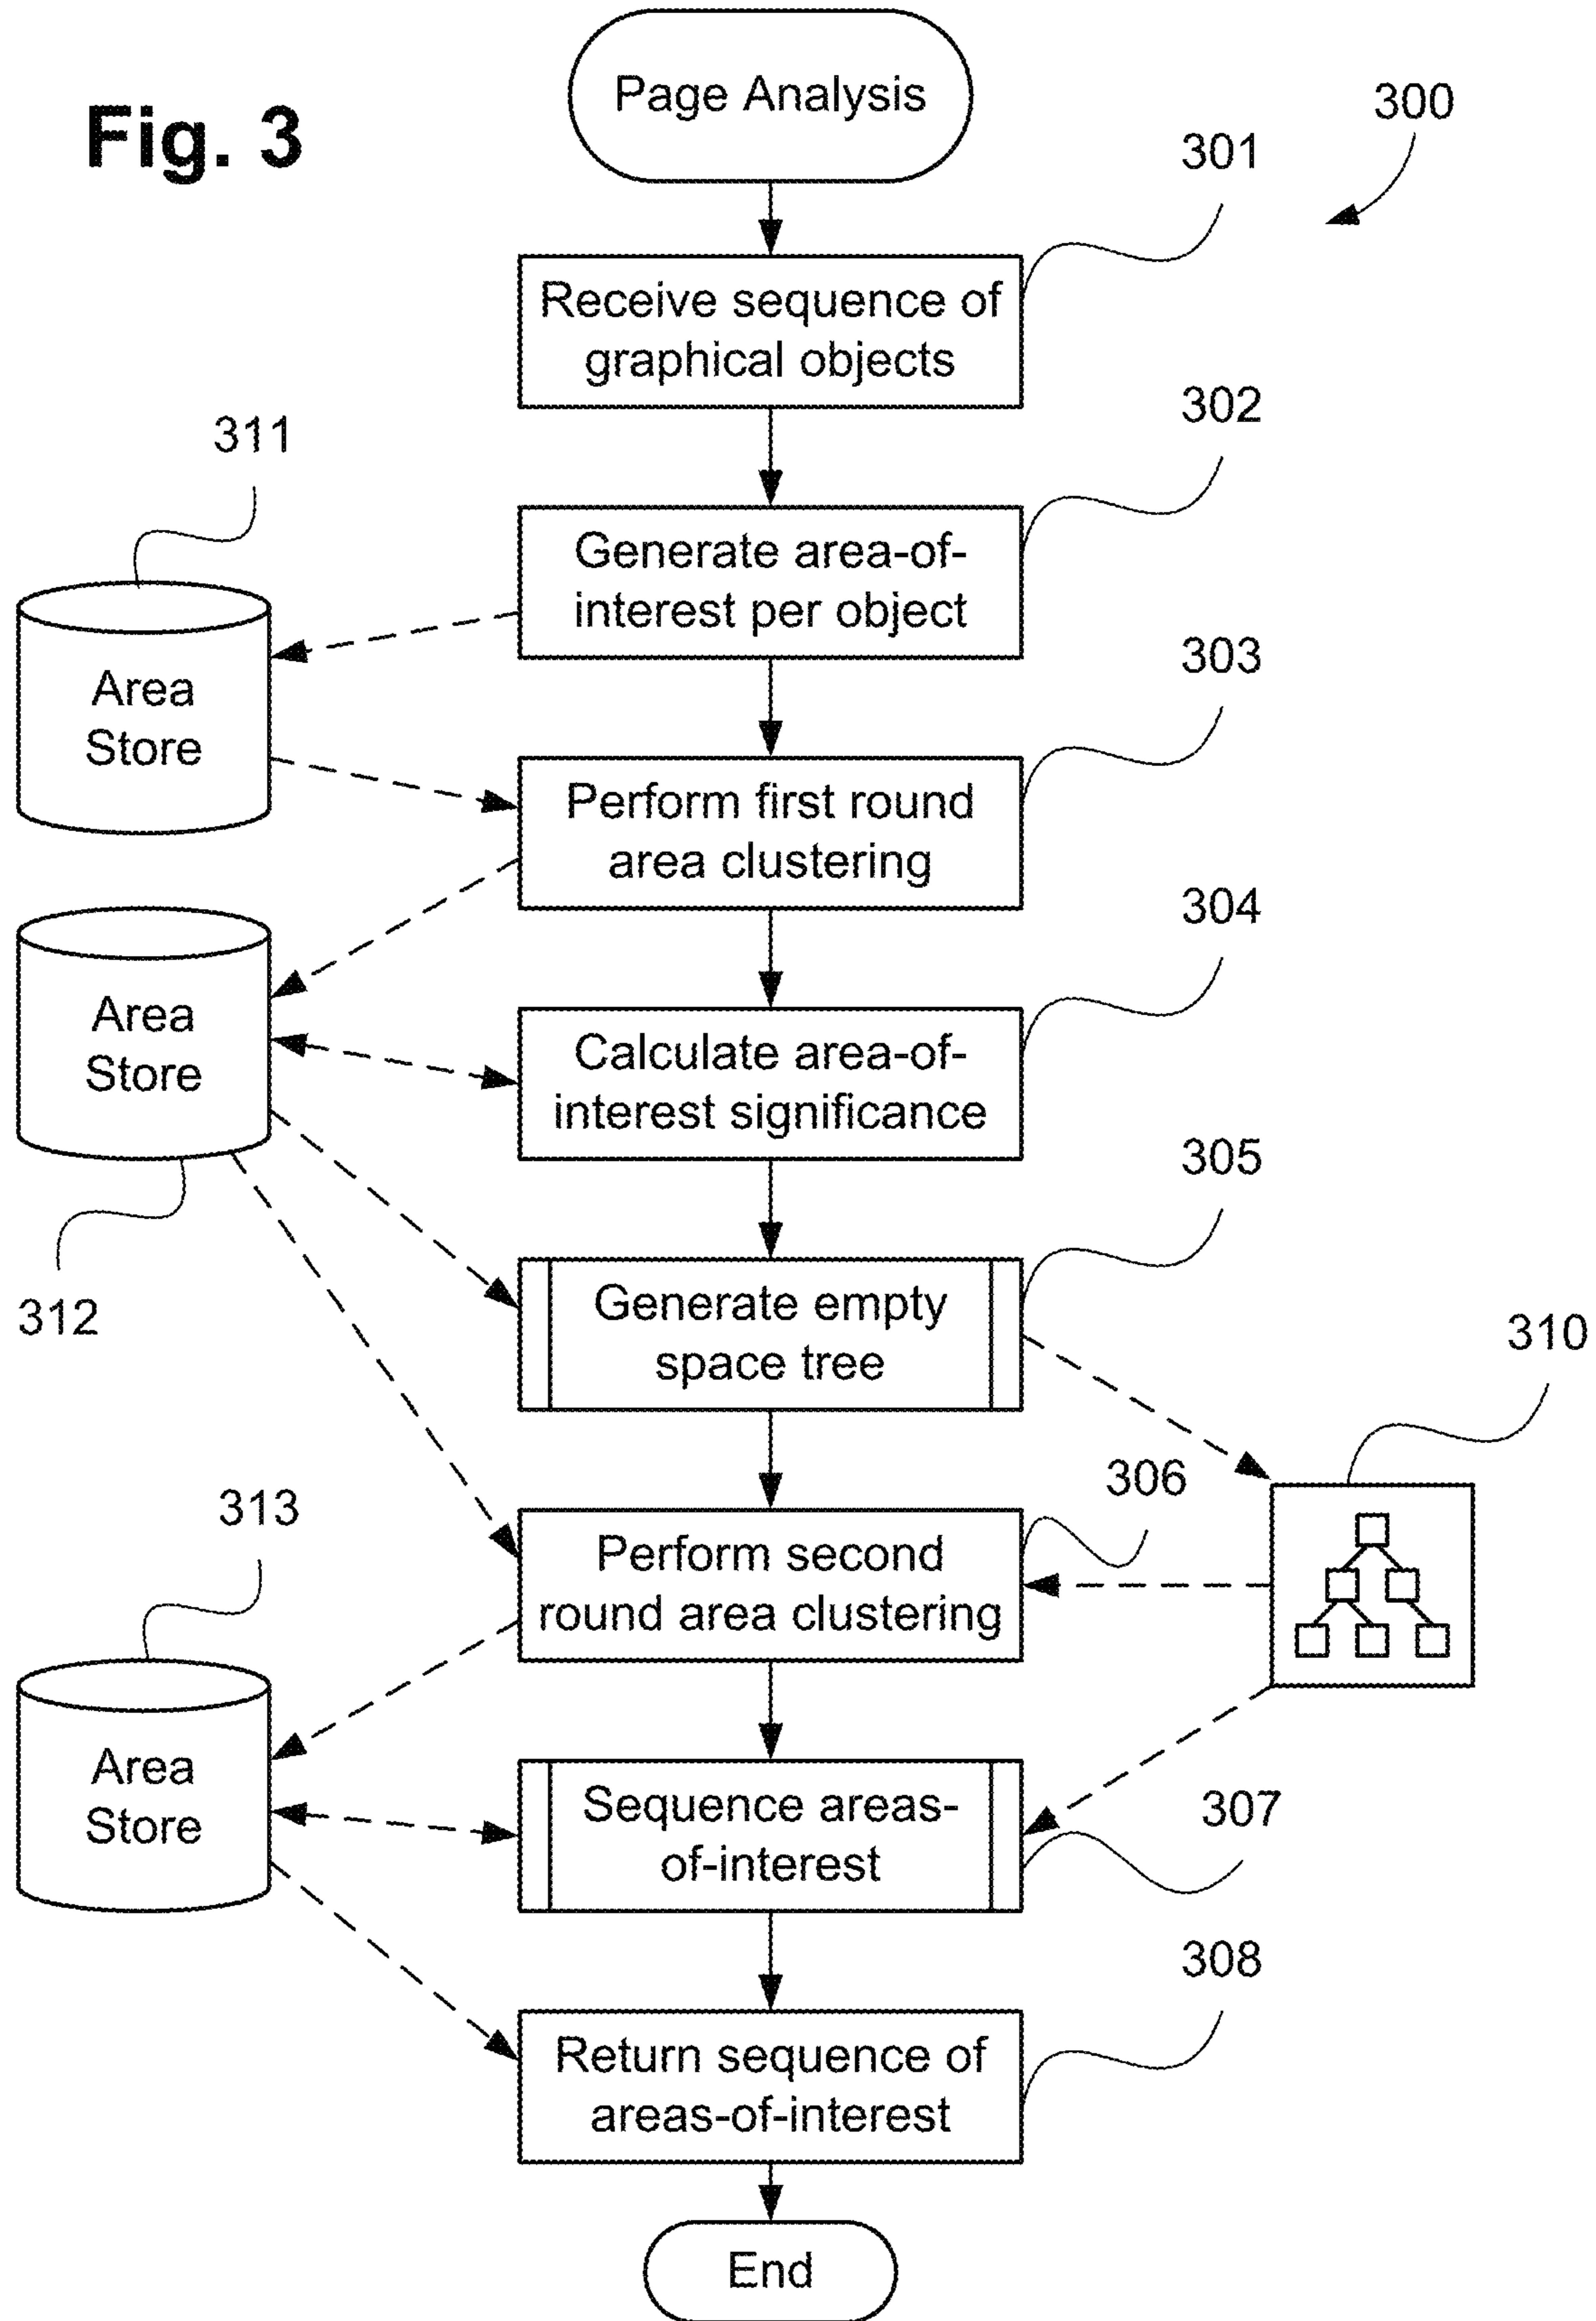 Fig. 3
Page Analysis
300
301
Receive sequence of
graphical objects
302
311
Generate area-of-
interest per object
303
Area
Store
Perform first round
area clustering
304
Area
Store
Calculate area-of-
interest significance
305
312
Generate empty
space tree
310
306
313
Perform second
round area clustering
Area
Store
Sequence areas-
of-interest
307
308
Return sequence of
areas-of-interest
End